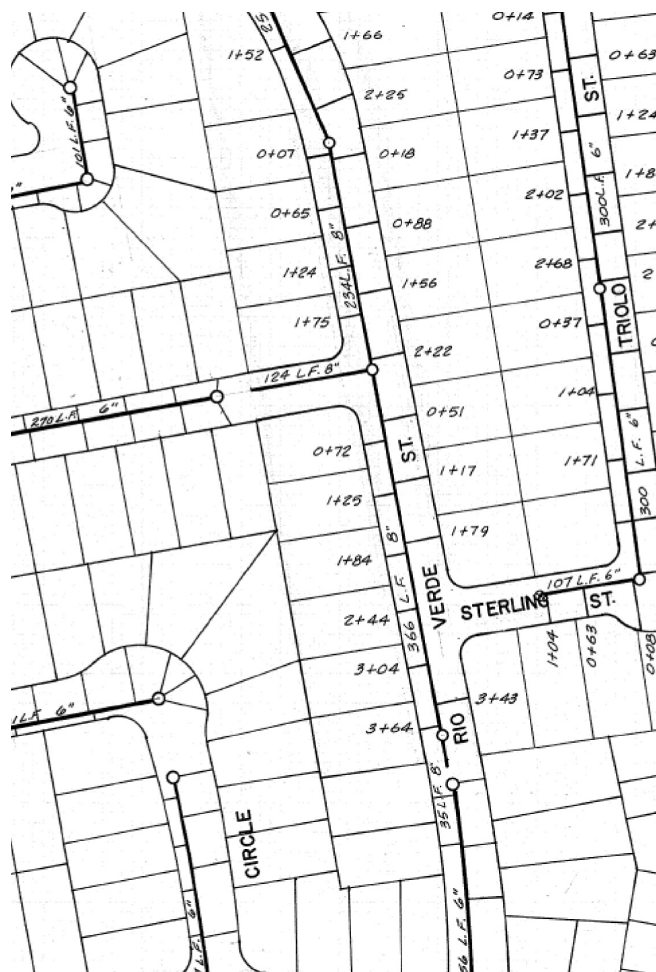 0+14
1+66
1+52
0+63
0+73
ST.
2+25
1+24
101 L.F. 6"
1+37
6"
0+07
0+18
2+02
300 L.F.
0+65
0+88
8"
2+68
1+24
234 L.F.
1+56
TRIOLO
1+75
0+37
2+22
124 L.F. 8"
1+04
270 L.F. 6"
0+51
ST.
0+72
1+71
L.F. 6"
1+17
300
1+25
8"
1+79
1+84
107 L.F. 6"
VERDE
L.F.
STERLING ST.
2+44
366
1+04
0+63
0+08
3+04
3+43
L.F. 6"
3+64
RIO
35 L.F. 8"
CIRCLE
6"
L.F. 6"
L.F.